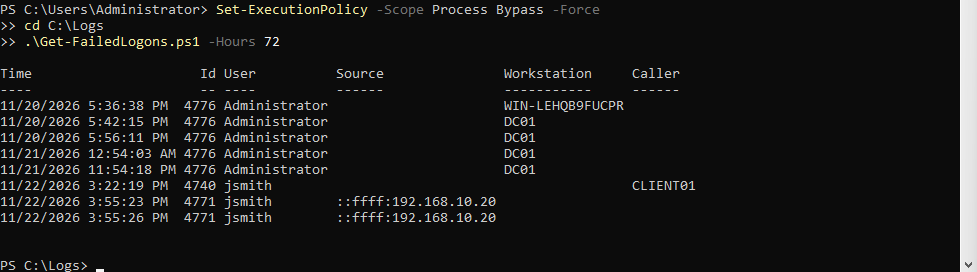 PS C:\Users\Administrator> Set-ExecutionPolicy -Scope Process Bypass -Force
>> cd C:\Logs
>> .\Get-FailedLogons.ps1 -Hours 72
Time                    Id User          Source               Workstation     Caller
----                    -- ----          ------               -----------     ------
11/20/2026 5:36:38 PM  4776 Administrator                      WIN-LEHQB9FUCPR
11/20/2026 5:42:15 PM  4776 Administrator                      DC01
11/20/2026 5:56:11 PM  4776 Administrator                      DC01
11/21/2026 12:54:03 AM 4776 Administrator                      DC01
11/21/2026 11:54:18 PM 4776 Administrator                      DC01
11/22/2026 3:22:19 PM  4740 jsmith                                             CLIENT01
11/22/2026 3:55:23 PM  4771 jsmith        ::ffff:192.168.10.20
11/22/2026 3:55:26 PM  4771 jsmith        ::ffff:192.168.10.20
PS C:\Logs>